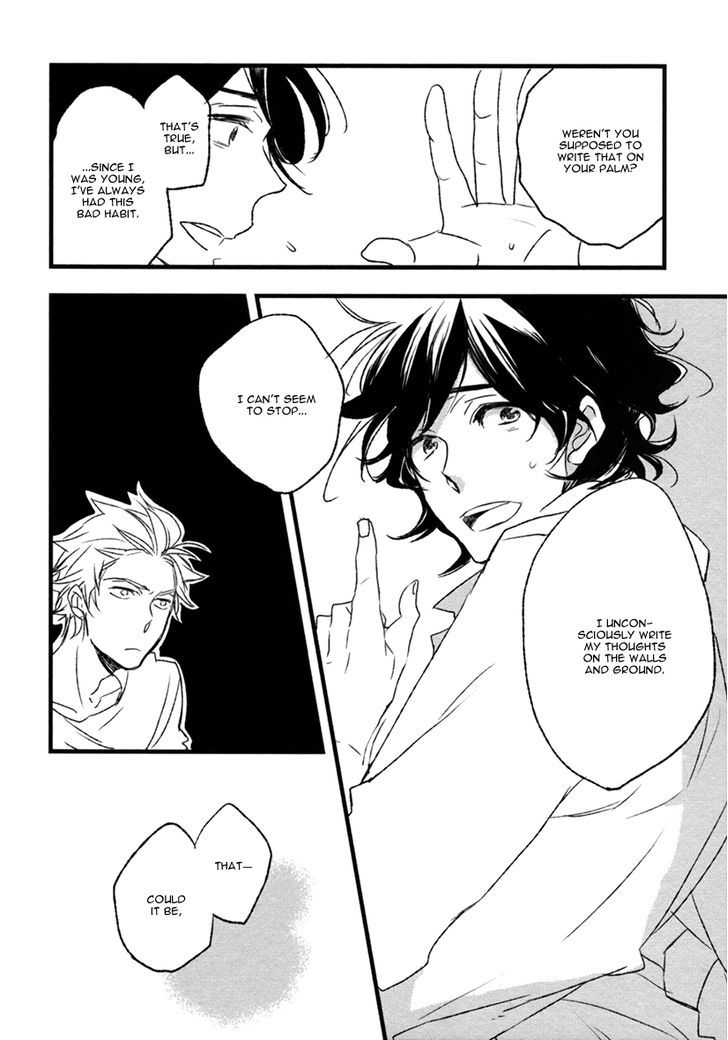 WEREN'T YOU
SUPPOSED TO
WRITE THAT ON
YOUR PALM?
THAT'S
TRUE,
BUT...
...SINCE I
WAS YOUNG,
I'VE ALWAYS
HAD THIS
BAD HABIT.
I UNCON-
SCIOUSLY WRITE
MY THOUGHTS
ON THE WALLS
AND GROUND.
I CAN'T SEEM
TO STOP...
THAT—
COULD
IT BE,